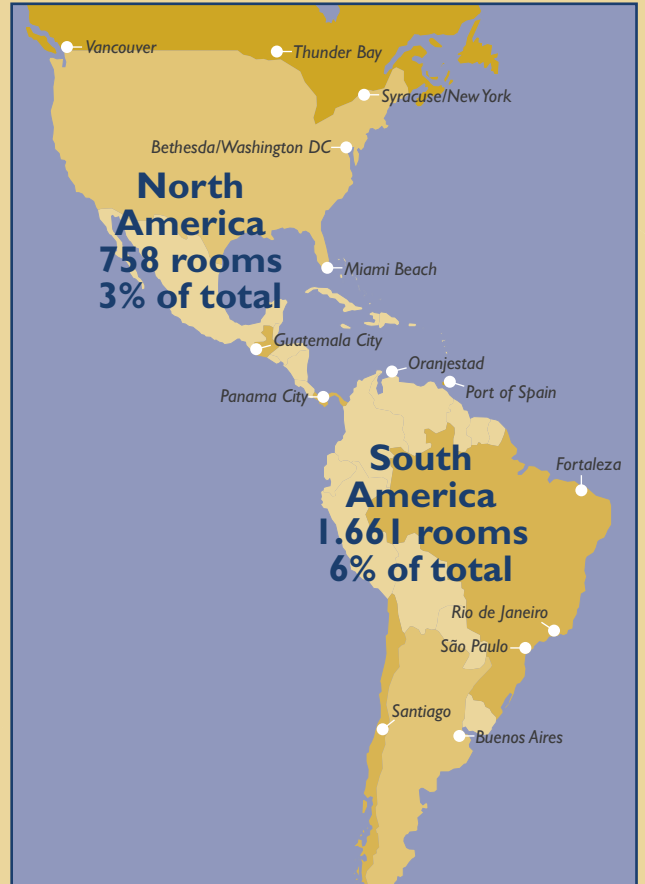 Vancouver
Thunder Bay
Syracuse/New York
Bethesda/Washington DC
North
America
758 rooms
3% of total
Miami Beach
Guatemala City
Oranjestad
Panama City
Port of Spain
South
America
1.661 rooms
6% of total
Fortaleza
Rio de Janeiro
São Paulo
Santiago
Buenos Aires